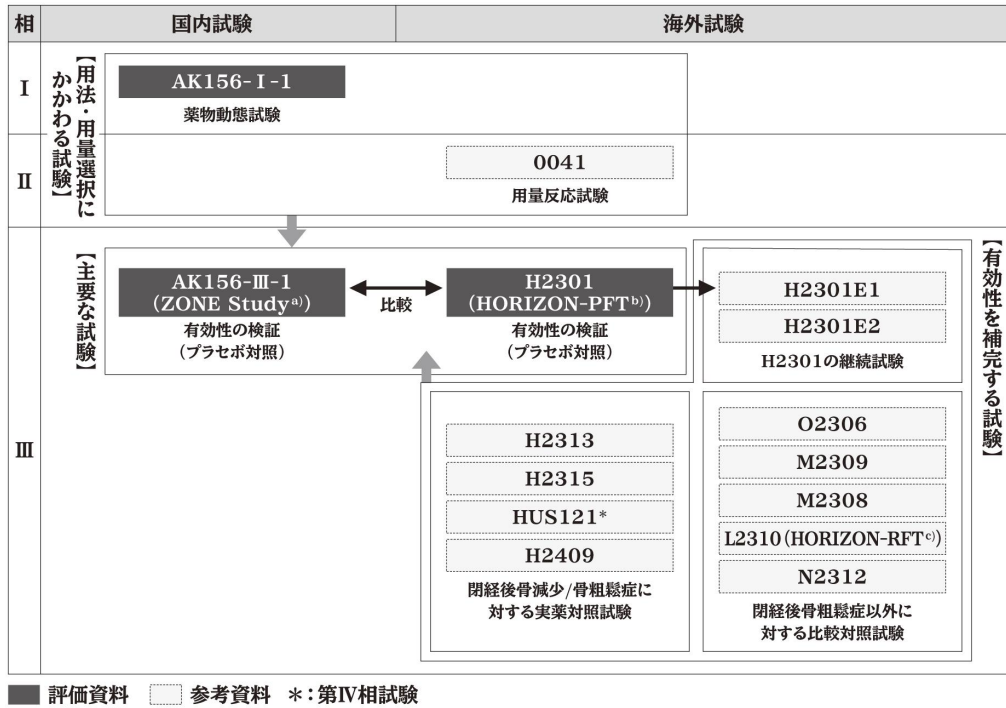 相
国内試験
海外試験
Ⅰ
【用法・用量選択に
かかわる試験】
AK156-Ⅰ-1
薬物動態試験
Ⅱ
0041
用量反応試験
Ⅲ
【主要な試験】
AK156-Ⅲ-1
(ZONE Studyᵃ⁾)
有効性の検証
(プラセボ対照)
比較
H2301
(HORIZON-PFTᵇ⁾)
有効性の検証
(プラセボ対照)
H2301E1
H2301E2
H2301の継続試験
【有効性を補完する試験】
H2313
H2315
HUS121*
H2409
閉経後骨減少/骨粗鬆症に
対する実薬対照試験
O2306
M2309
M2308
L2310(HORIZON-RFTᶜ⁾)
N2312
閉経後骨粗鬆症以外に
対する比較対照試験
評価資料 参考資料 *:第Ⅳ相試験